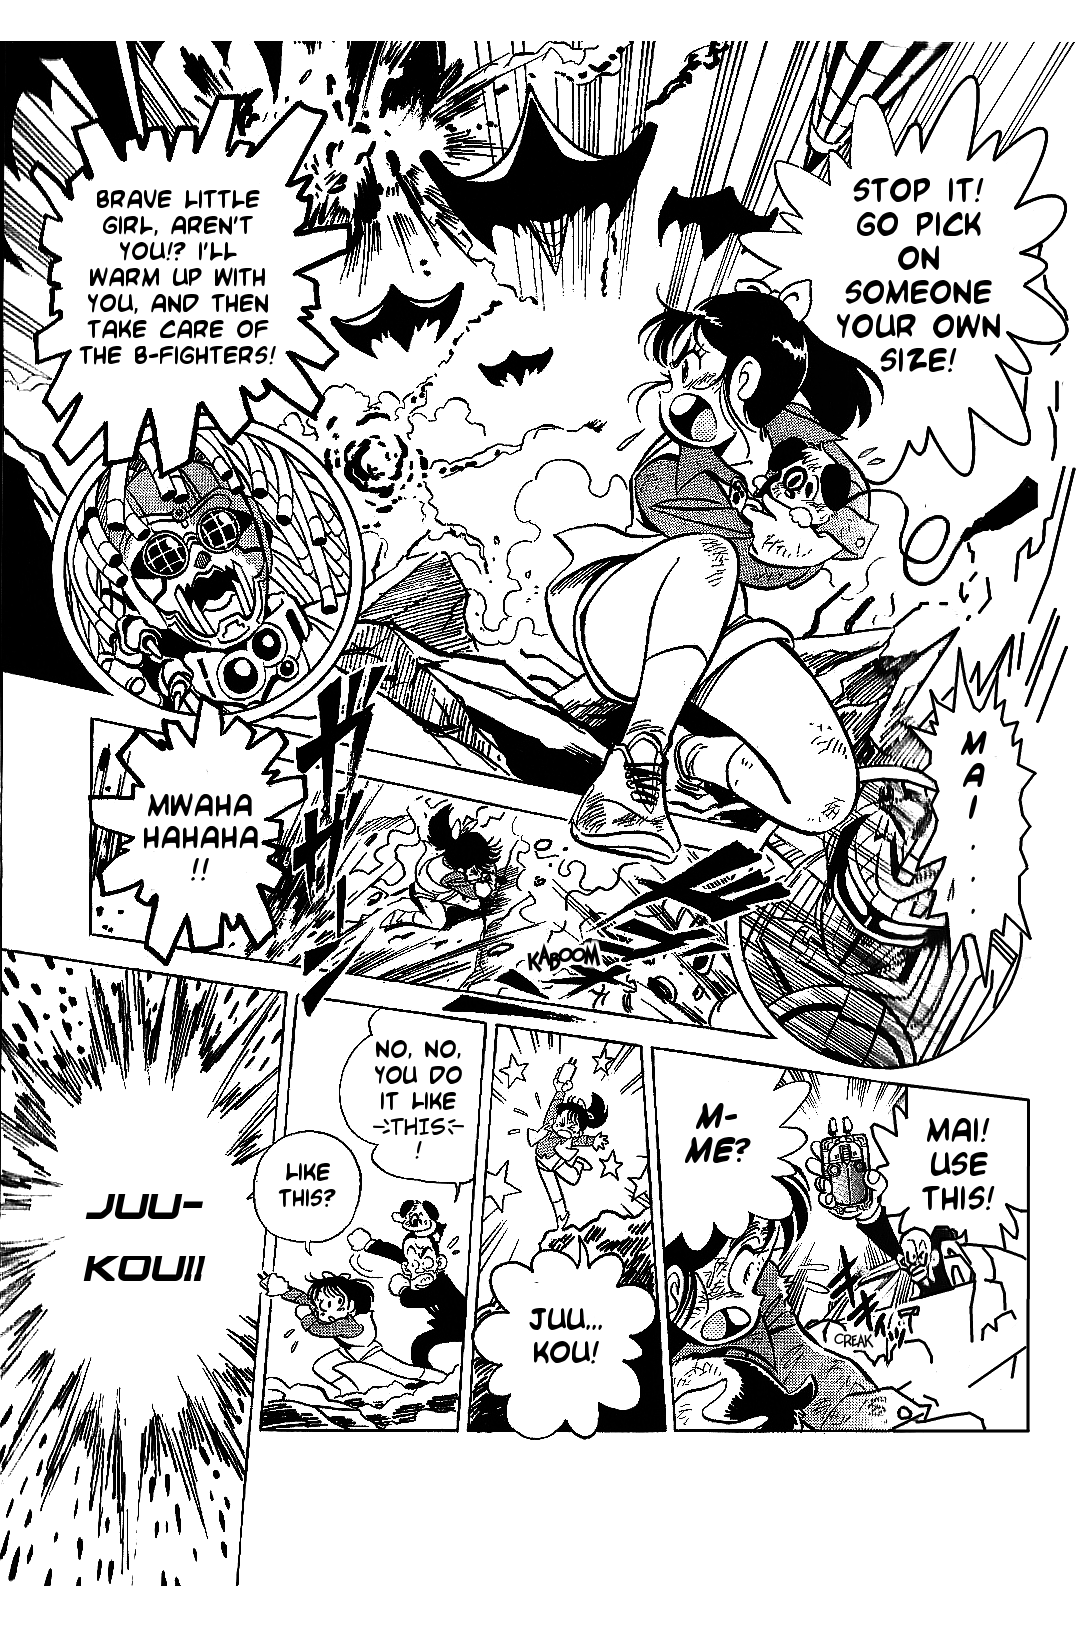 STOP IT!
GO PICK
ON
SOMEONE
YOUR OWN
SIZE!
BRAVE LITTLE
GIRL, AREN'T
YOU!? I'LL
WARM UP WITH
YOU, AND THEN
TAKE CARE OF
THE B-FIGHTERS!
MAI...
KABOOM
MWAHA
HAHAHA
!!
MAI!
USE
THIS!
CREAK
M-
ME?
JUU...
KOU!
NO, NO,
YOU DO
IT LIKE
THIS
!
LIKE
THIS?
JUU-
KOU!!